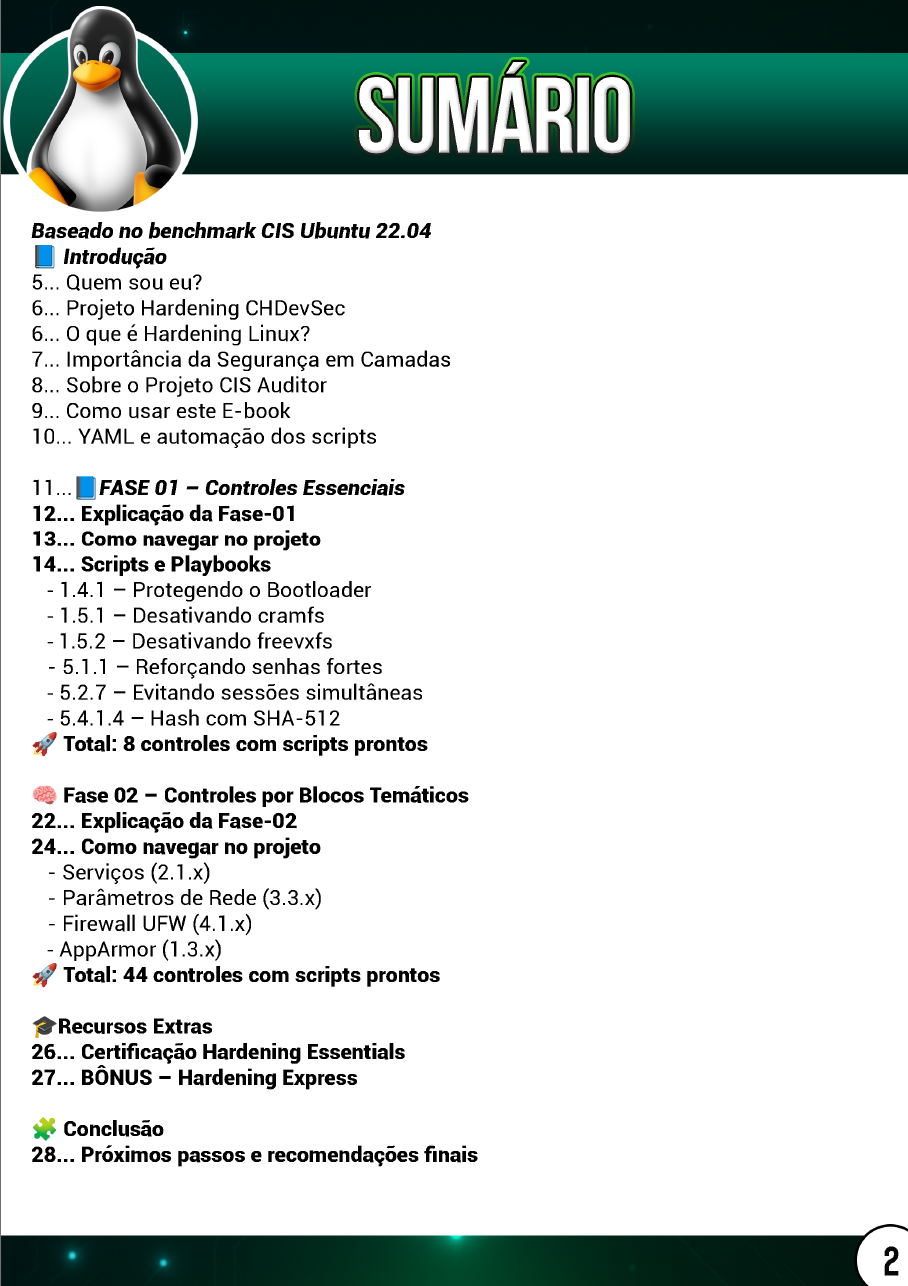 SUMÁRIO
Baseado no benchmark CIS Ubuntu 22.04
📘 Introdução
5... Quem sou eu?
6... Projeto Hardening CHDevSec
6... O que é Hardening Linux?
7... Importância da Segurança em Camadas
8... Sobre o Projeto CIS Auditor
9... Como usar este E-book
10... YAML e automação dos scripts
11...📘FASE 01 – Controles Essenciais
12... Explicação da Fase-01
13... Como navegar no projeto
14... Scripts e Playbooks
- 1.4.1 – Protegendo o Bootloader
- 1.5.1 – Desativando cramfs
- 1.5.2 – Desativando freevxfs
- 5.1.1 – Reforçando senhas fortes
- 5.2.7 – Evitando sessões simultâneas
- 5.4.1.4 – Hash com SHA-512
🚀 Total: 8 controles com scripts prontos
🧠 Fase 02 – Controles por Blocos Temáticos
22... Explicação da Fase-02
24... Como navegar no projeto
- Serviços (2.1.x)
- Parâmetros de Rede (3.3.x)
- Firewall UFW (4.1.x)
- AppArmor (1.3.x)
🚀 Total: 44 controles com scripts prontos
🎓Recursos Extras
26... Certificação Hardening Essentials
27... BÔNUS – Hardening Express
🧩 Conclusão
28... Próximos passos e recomendações finais
2